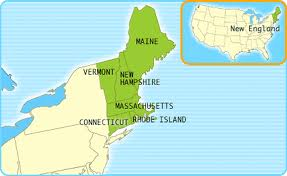 New England
MAINE
VERMONT
NEW
HAMPSHIRE
MASSACHUSETTS
CONNECTICUT
RHODE ISLAND